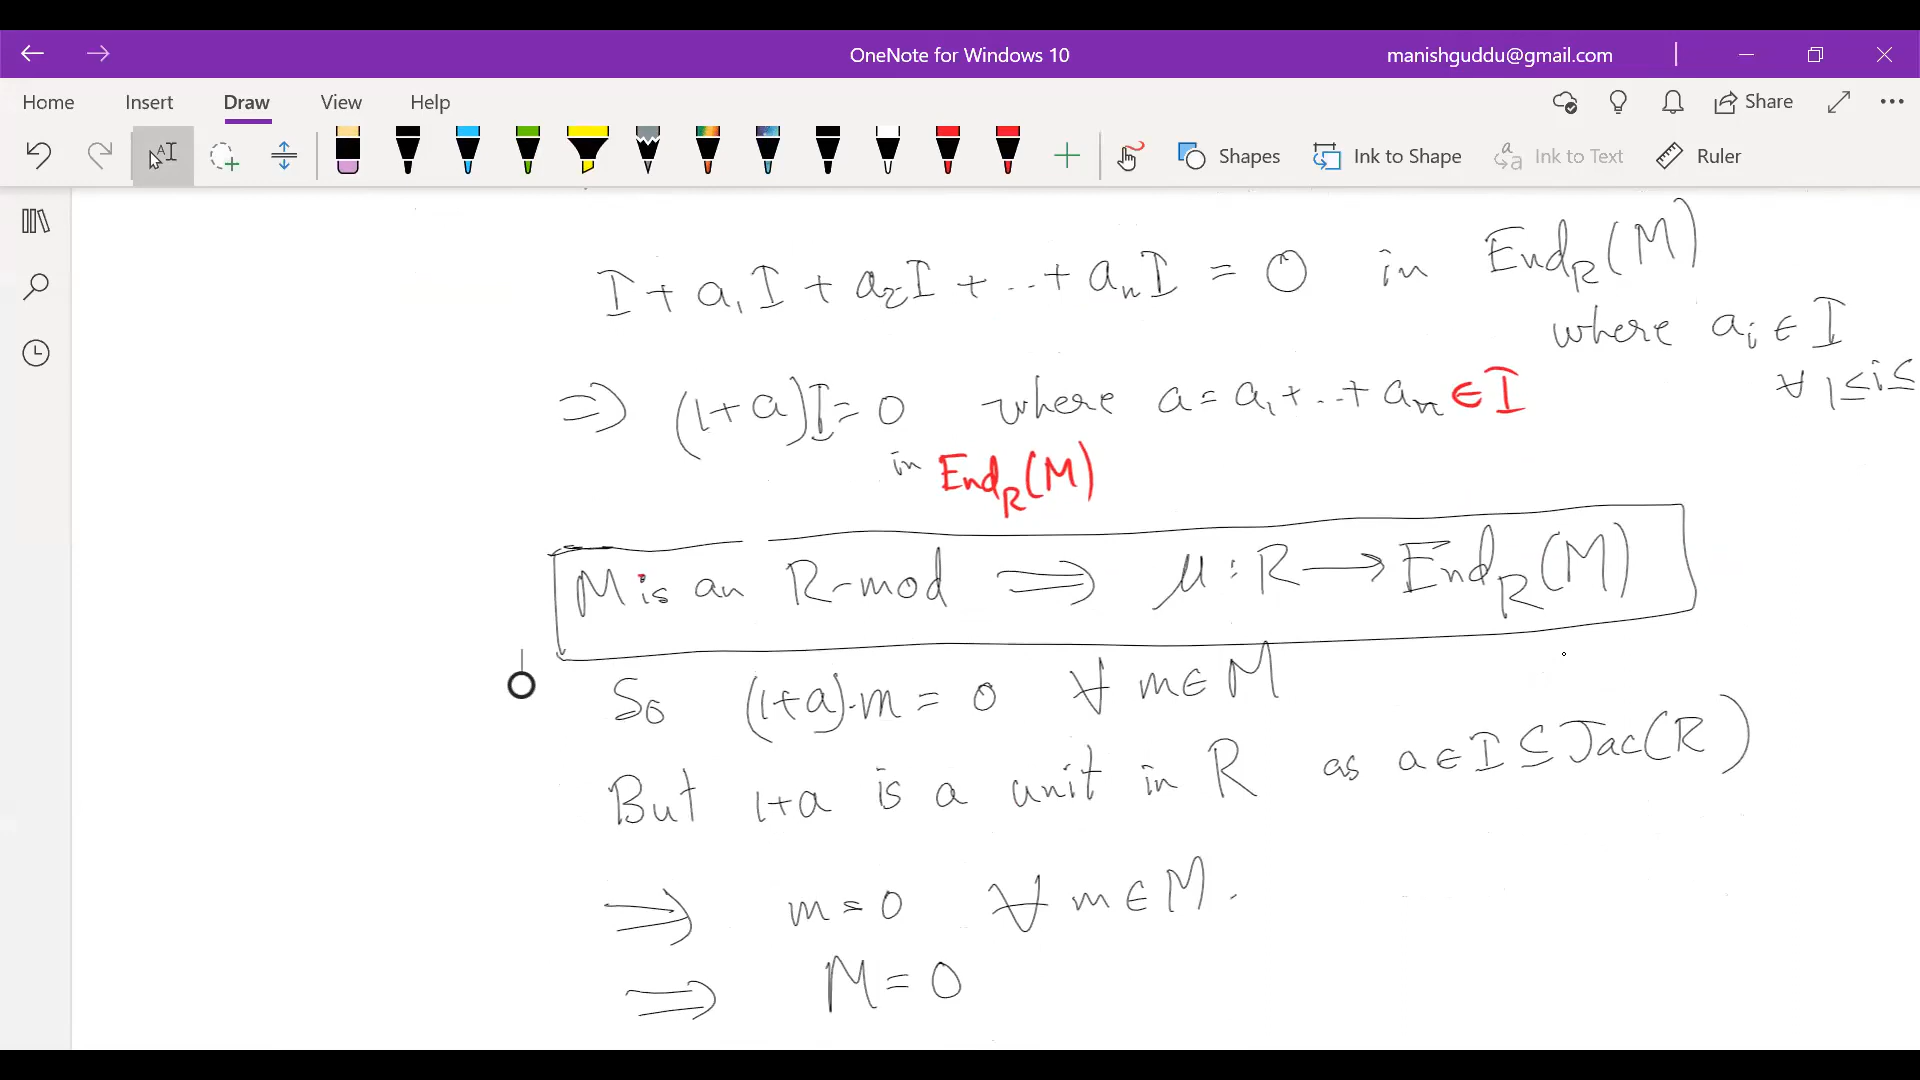 OneNote for Windows 10
manishguddu@gmail.com
Home Insert Draw View Help
Share
Shapes Ink to Shape Ink to Text Ruler
I + a₁I + a₂I + ... + aₙI = 0 in End_R(M)
where aᵢ ∈ I
∀ 1≤i≤
⇒ (1+a)I = 0 where a = a₁ + ... + aₙ ∈ I
in End_R(M)
M is an R-mod ⇒ μ : R → End_R(M)
So (1+a)·m = 0 ∀ m ∈ M
But 1+a is a unit in R as a ∈ I ⊆ Jac(R)
⇒ m = 0 ∀ m ∈ M.
⇒ M = 0